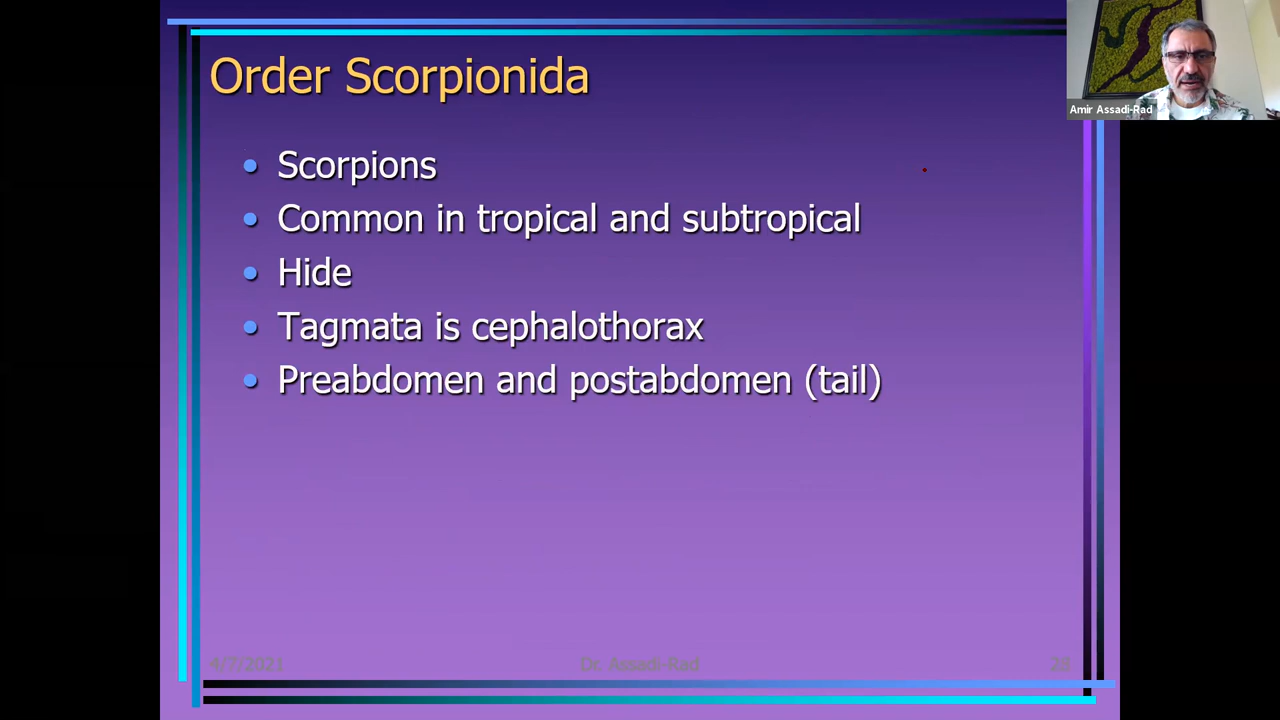 Order Scorpionida
Amir Assadi-Rad
• Scorpions
• Common in tropical and subtropical
• Hide
• Tagmata is cephalothorax
• Preabdomen and postabdomen (tail)
4/7/2021 Dr. Assadi-Rad 28